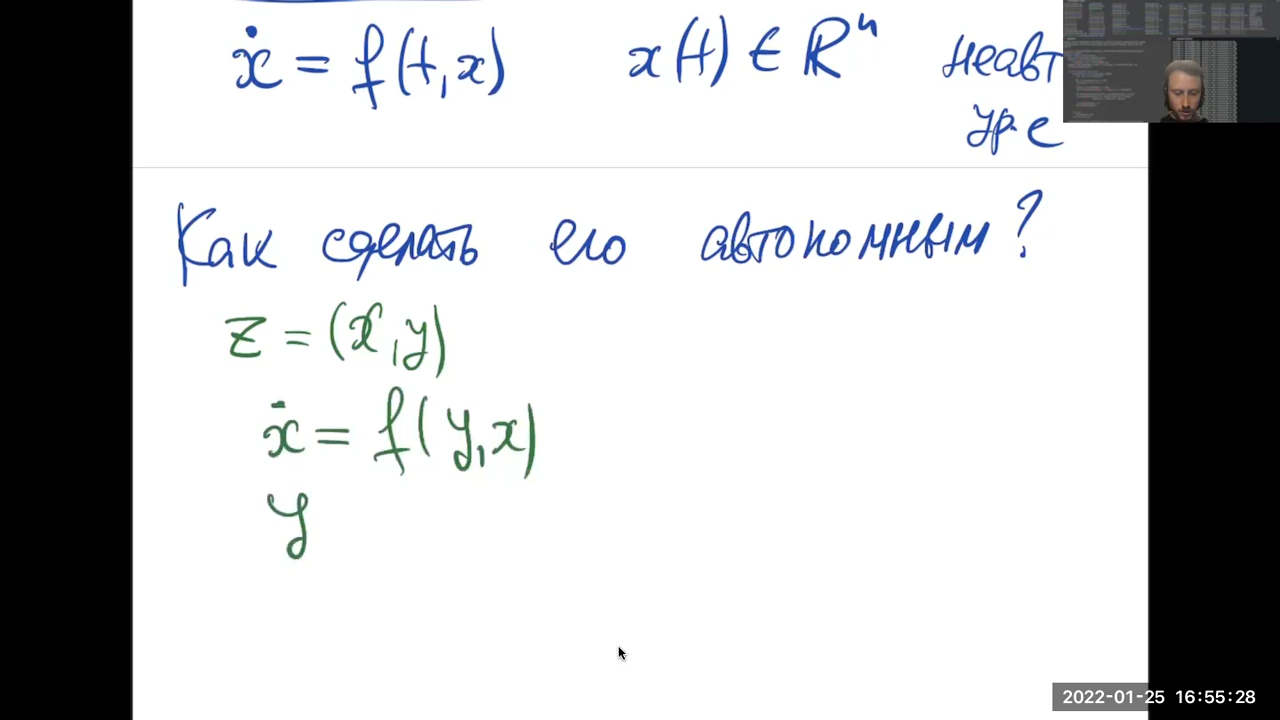 ẋ = f(t,x) x(t) ∈ ℝⁿ неавт
ур-е
Как сделать его автономным?
z = (x,y)
ẋ = f(y,x)
y
2022-01-25 16:55:28